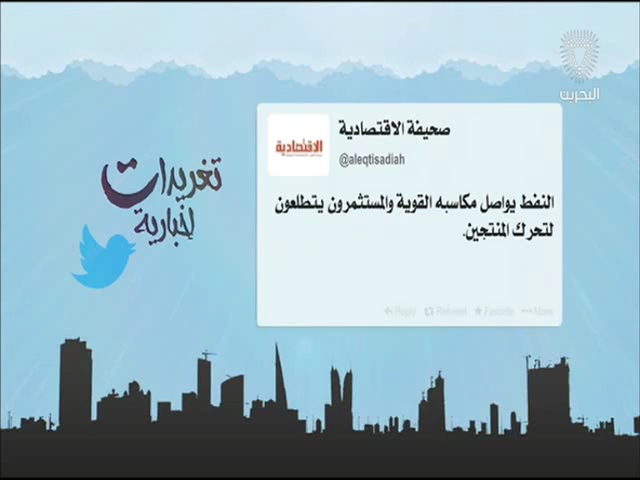 البحرين
تغريدات
إخبارية
الاقتصادية
صحيفة الاقتصادية
@aleqtisadiah
النفط يواصل مكاسبه القوية والمستثمرون يتطلعون
لتحرك المنتجين.
Reply Retweet Favorite More